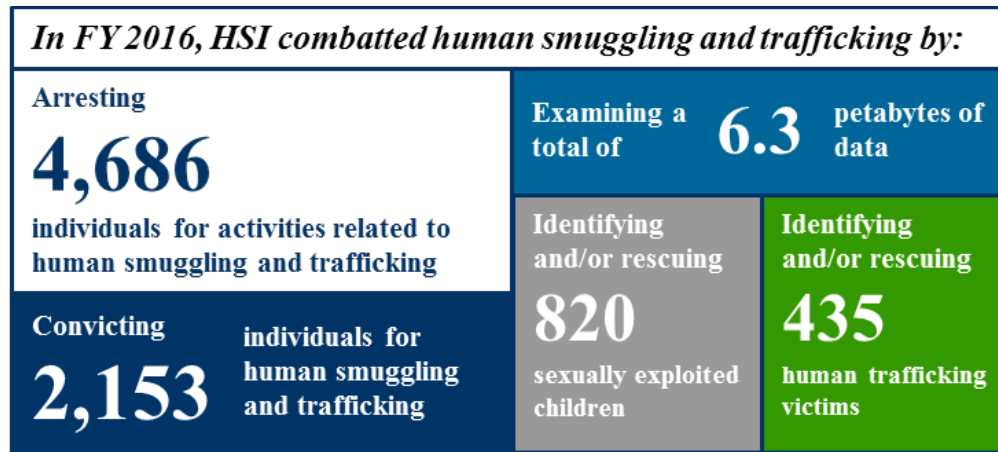 In FY 2016, HSI combatted human smuggling and trafficking by:
Arresting
4,686
individuals for activities related to
human smuggling and trafficking
Examining a
total of
6.3
petabytes of
data
Convicting
2,153
individuals for
human smuggling
and trafficking
Identifying
and/or rescuing
820
sexually exploited
children
Identifying
and/or rescuing
435
human trafficking
victims